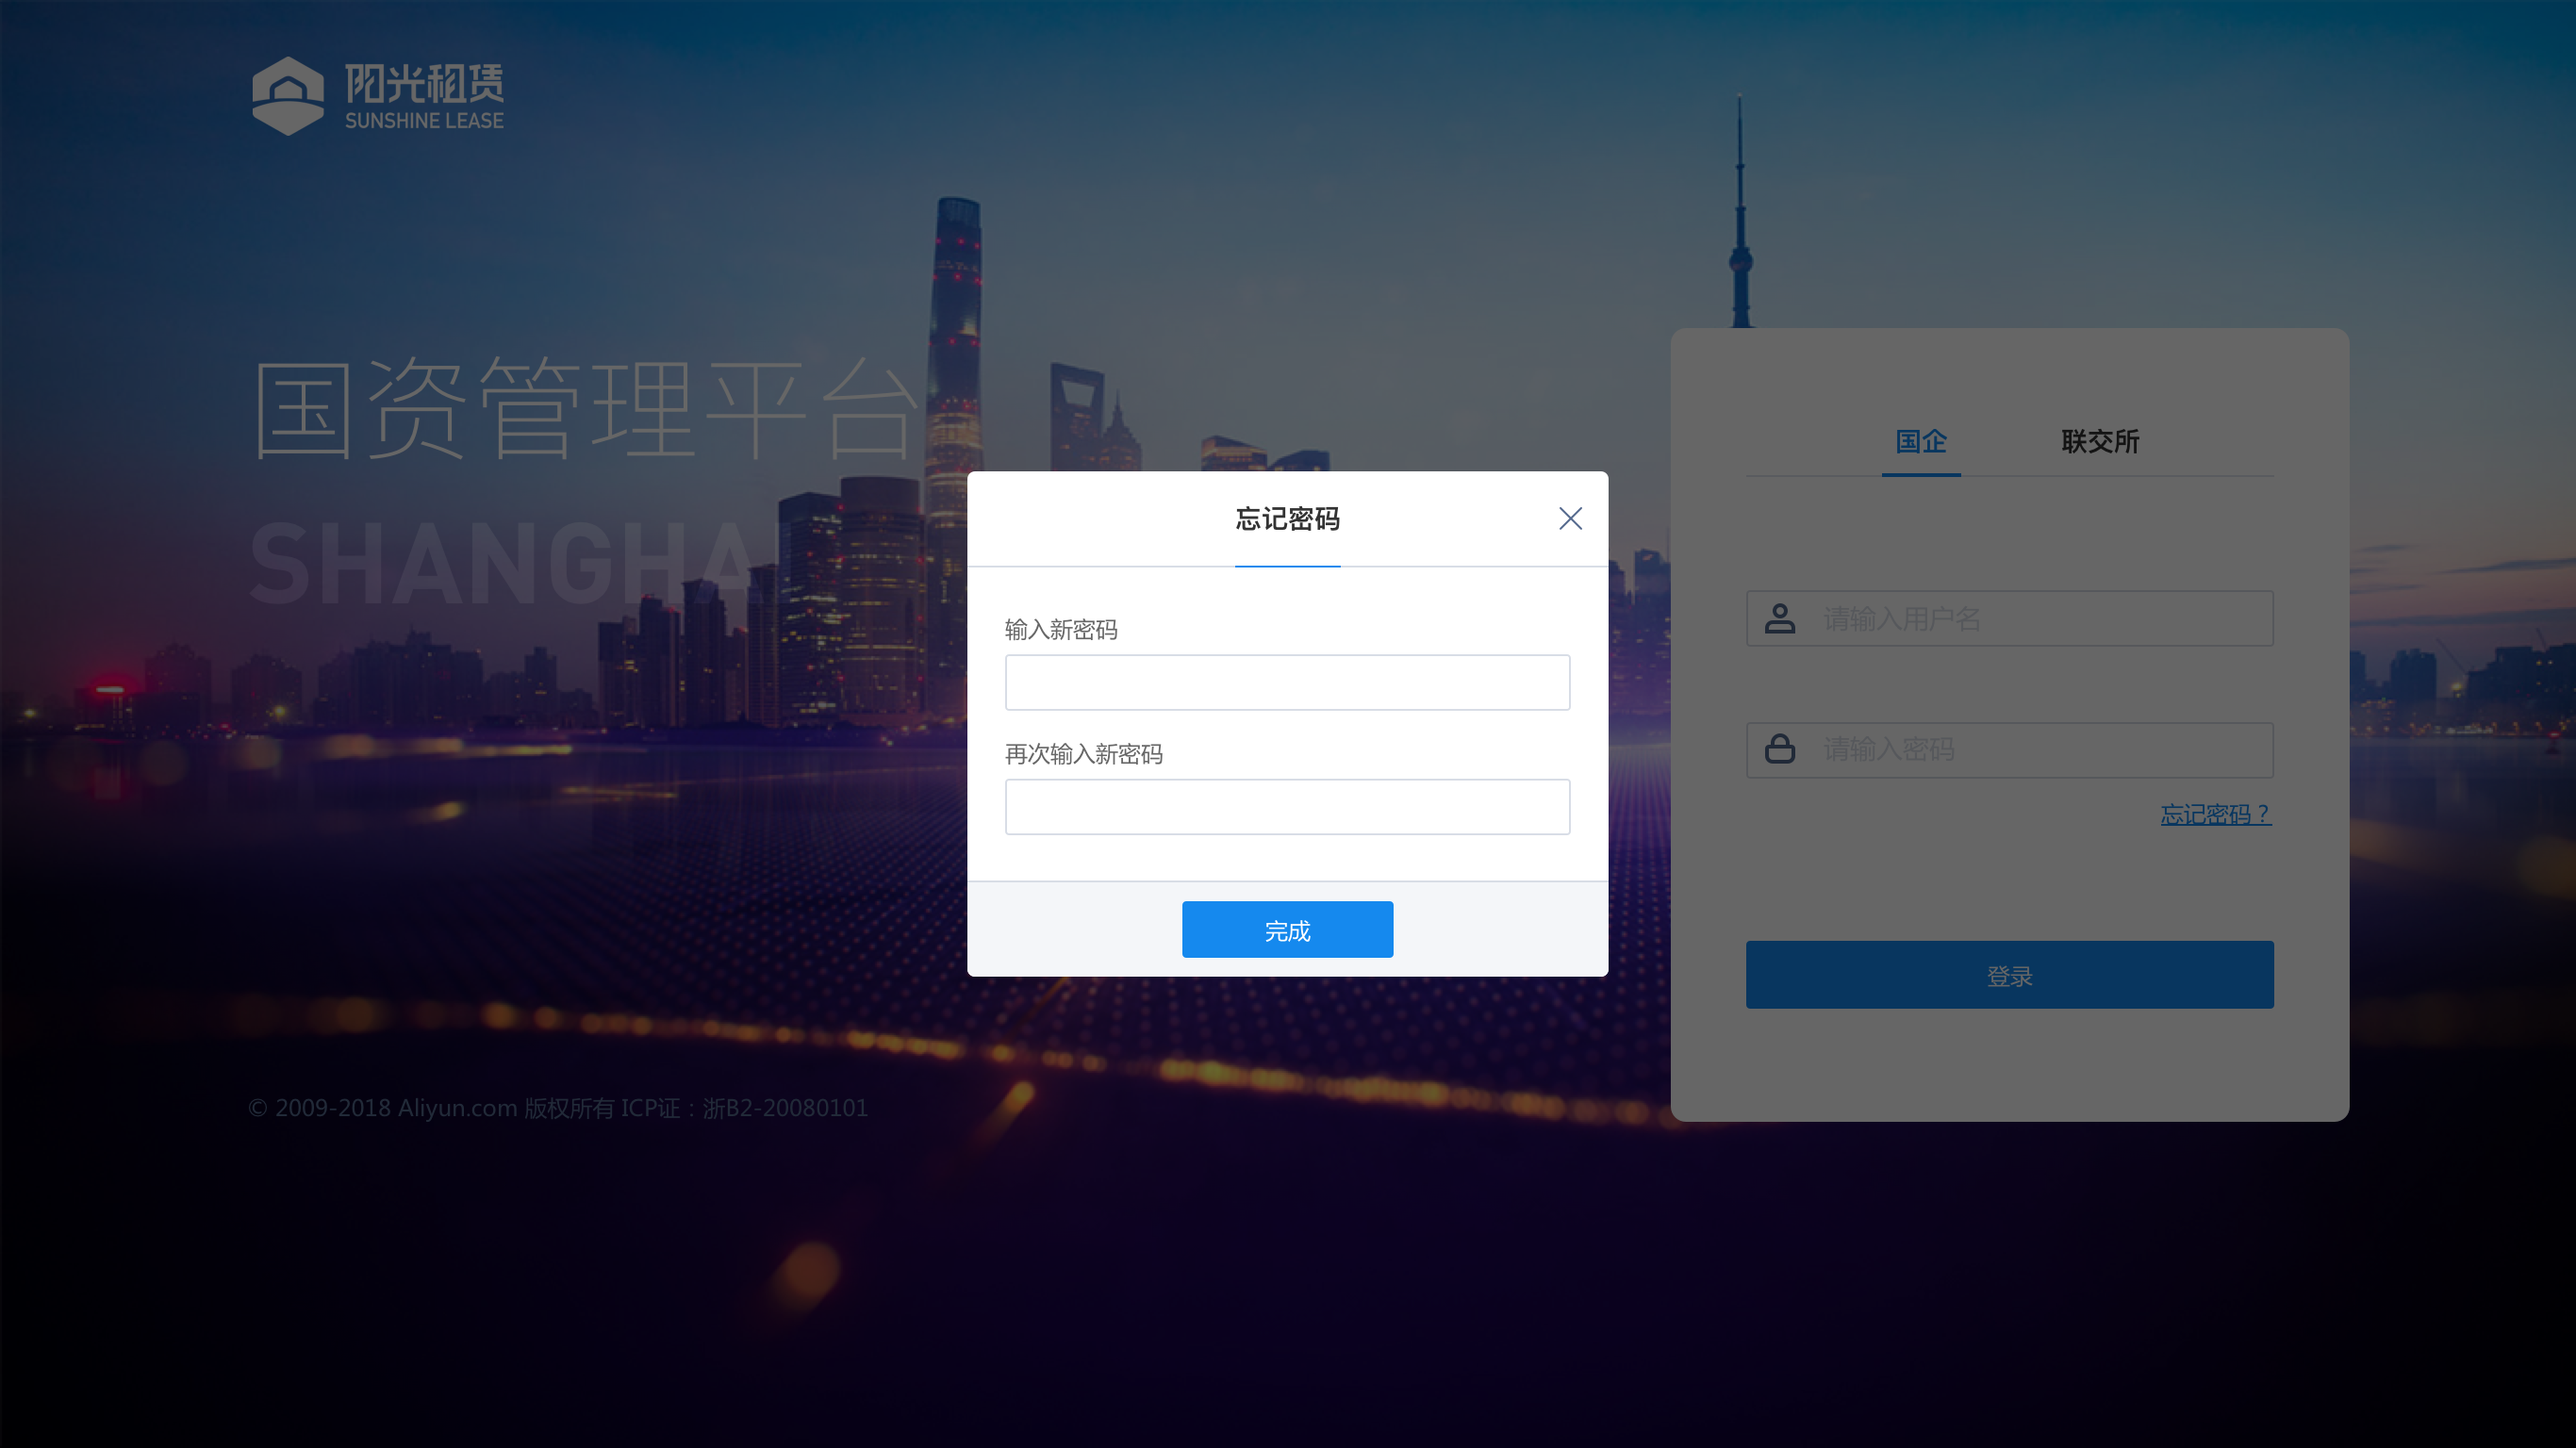 阳光租赁
SUNSHINE LEASE
国资管理平台
SHANGHAI
国企
联交所
请输入用户名
请输入密码
忘记密码？
登录
忘记密码
输入新密码
再次输入新密码
完成
© 2009-2018 Aliyun.com 版权所有 ICP证：浙B2-20080101